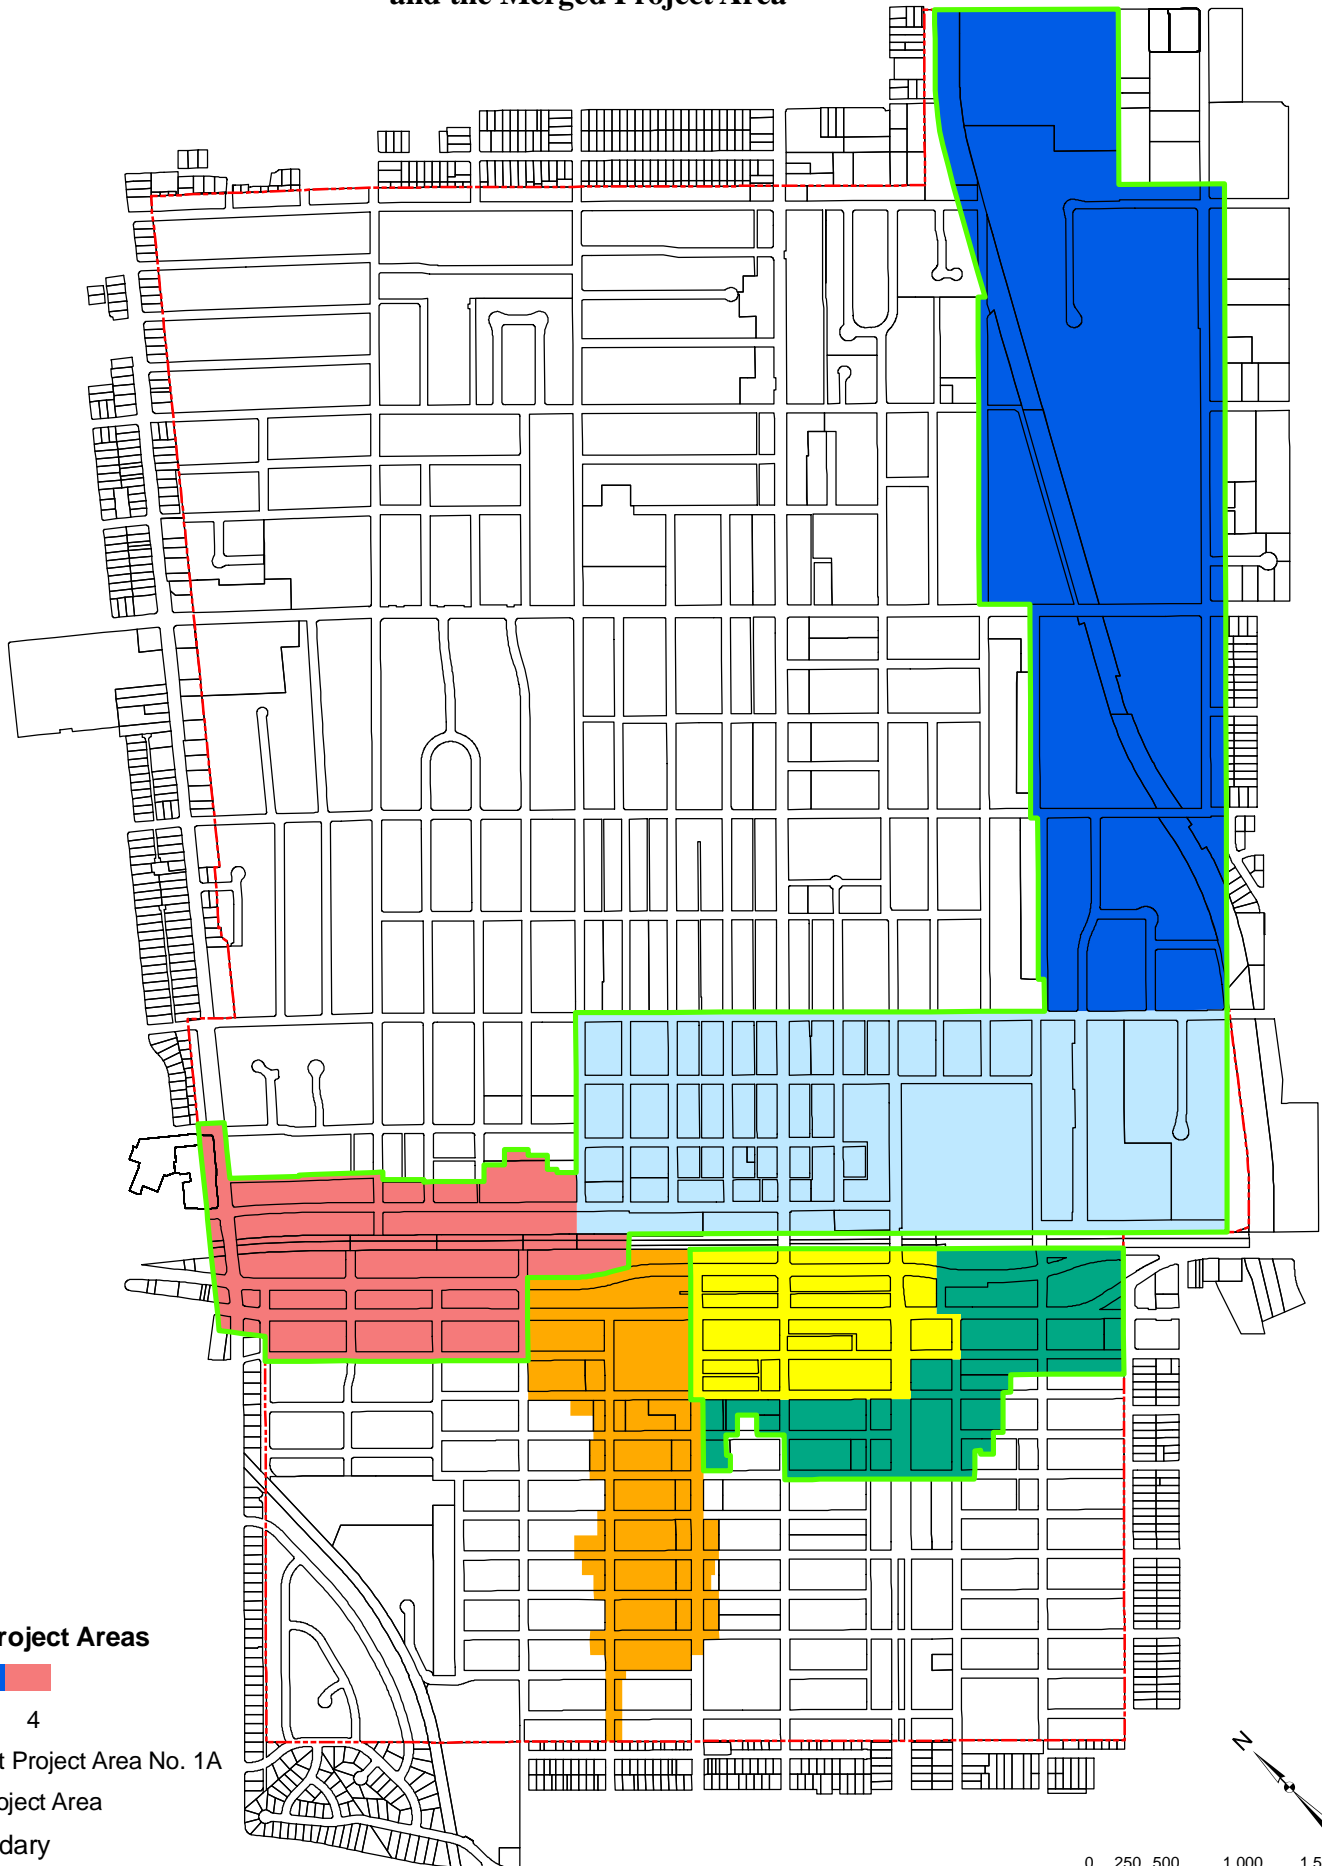 and the Merged Project Area
roject Areas
4
t Project Area No. 1A
oject Area
dary
N
0 250 500 1,000 1,5